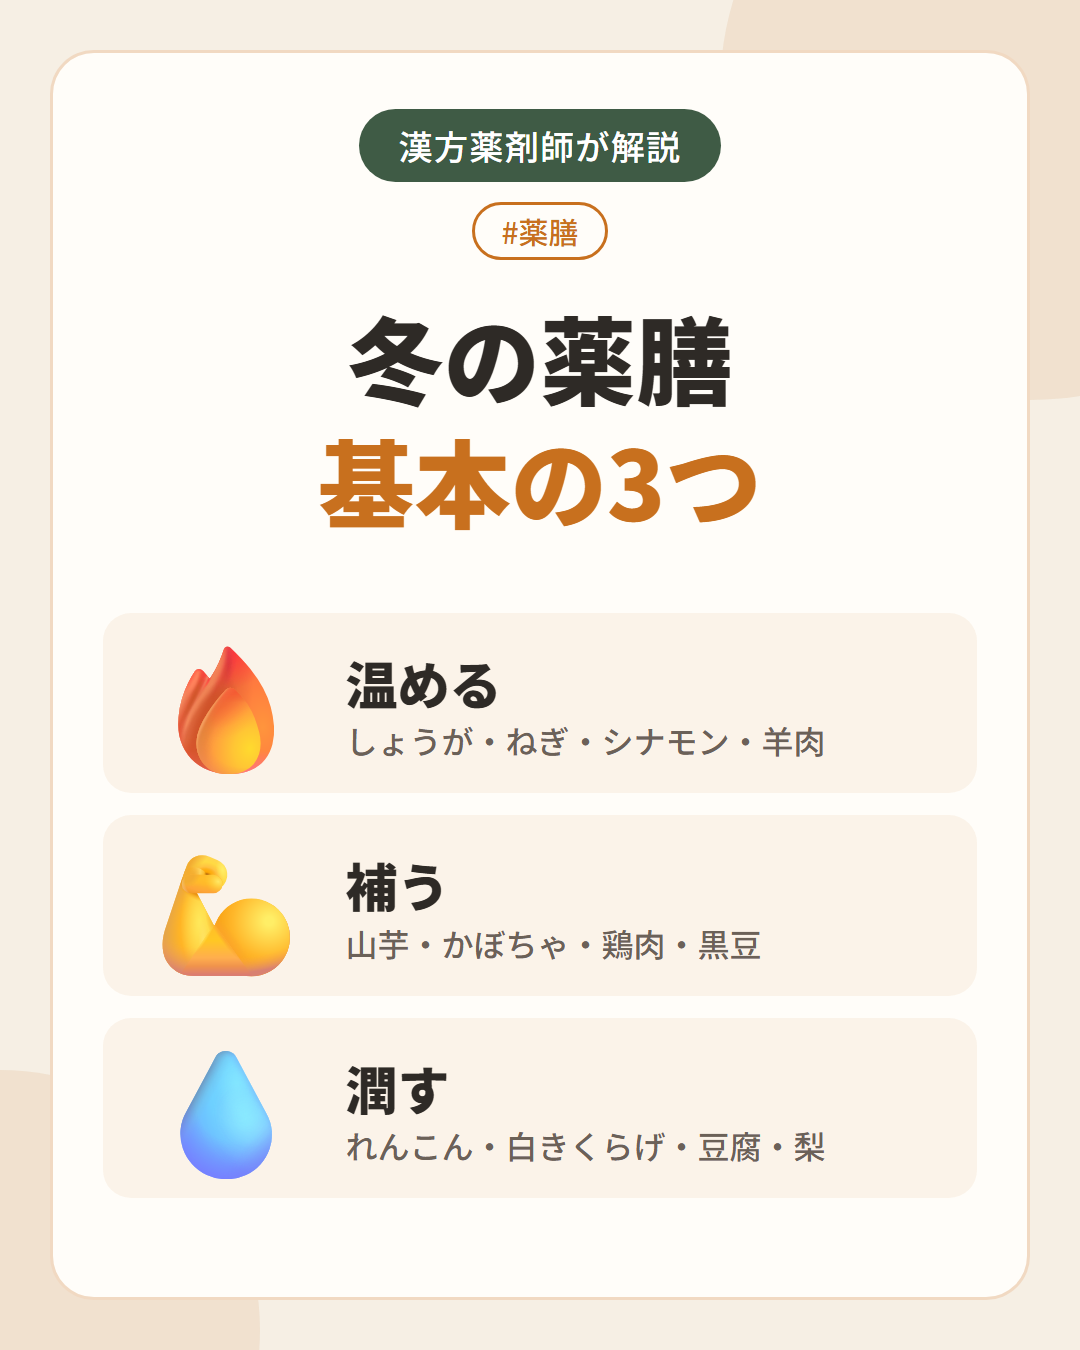 漢方薬剤師が解説
#薬膳
冬の薬膳
基本の3つ
温める
しょうが・ねぎ・シナモン・羊肉
補う
山芋・かぼちゃ・鶏肉・黒豆
潤す
れんこん・白きくらげ・豆腐・梨